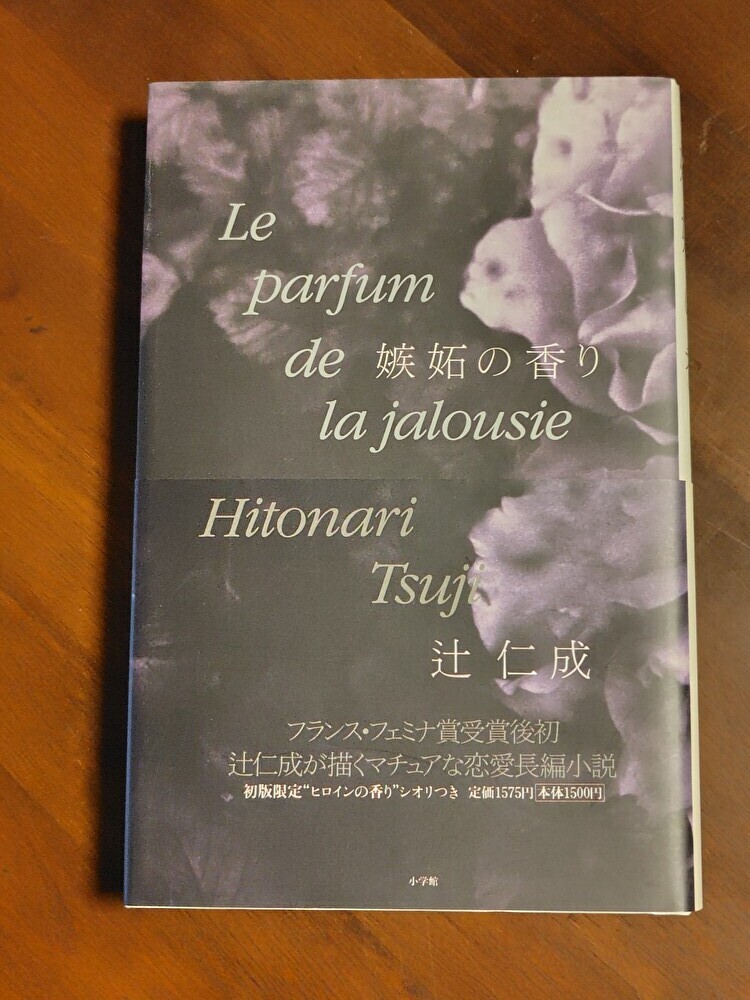 Le
parfum
de 嫉妬の香り
la jalousie
Hitonari
Tsuji
辻 仁成
フランス・フェミナ賞受賞後初
辻仁成が描くマチュアな恋愛長編小説
初版限定“ヒロインの香り”シオリつき 定価1575円 本体1500円
小学館